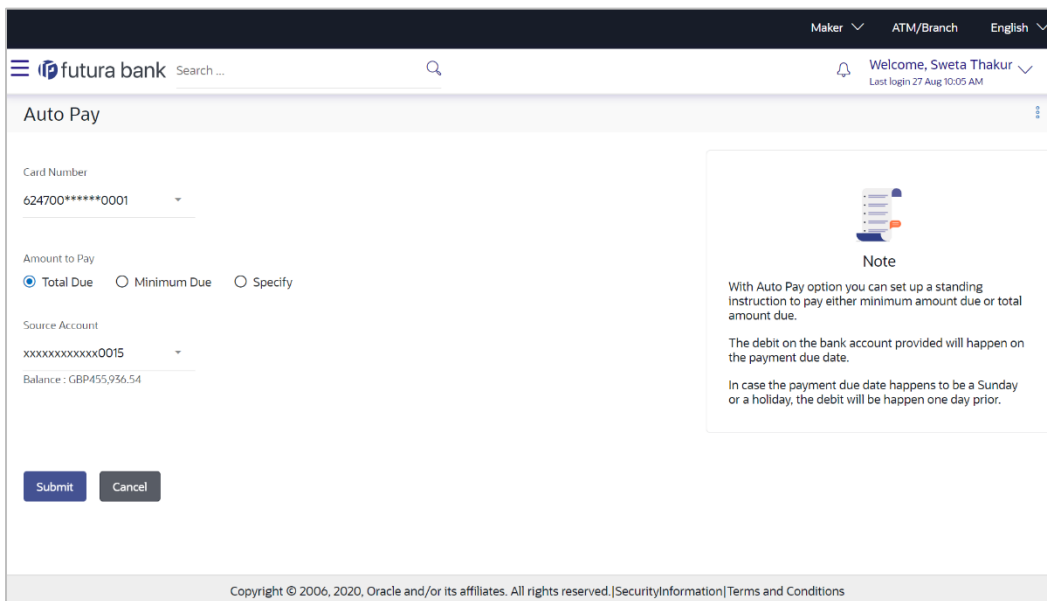 Maker ATM/Branch English
futura bank Search ... Welcome, Sweta Thakur
Last login 27 Aug 10:05 AM
Auto Pay
Card Number
624700******0001
Amount to Pay
Total Due Minimum Due Specify
Source Account
xxxxxxxxxxxx0015
Balance : GBP455,936.54
Submit Cancel
Note
With Auto Pay option you can set up a standing
instruction to pay either minimum amount due or total
amount due.
The debit on the bank account provided will happen on
the payment due date.
In case the payment due date happens to be a Sunday
or a holiday, the debit will be happen one day prior.
Copyright © 2006, 2020, Oracle and/or its affiliates. All rights reserved.|SecurityInformation|Terms and Conditions